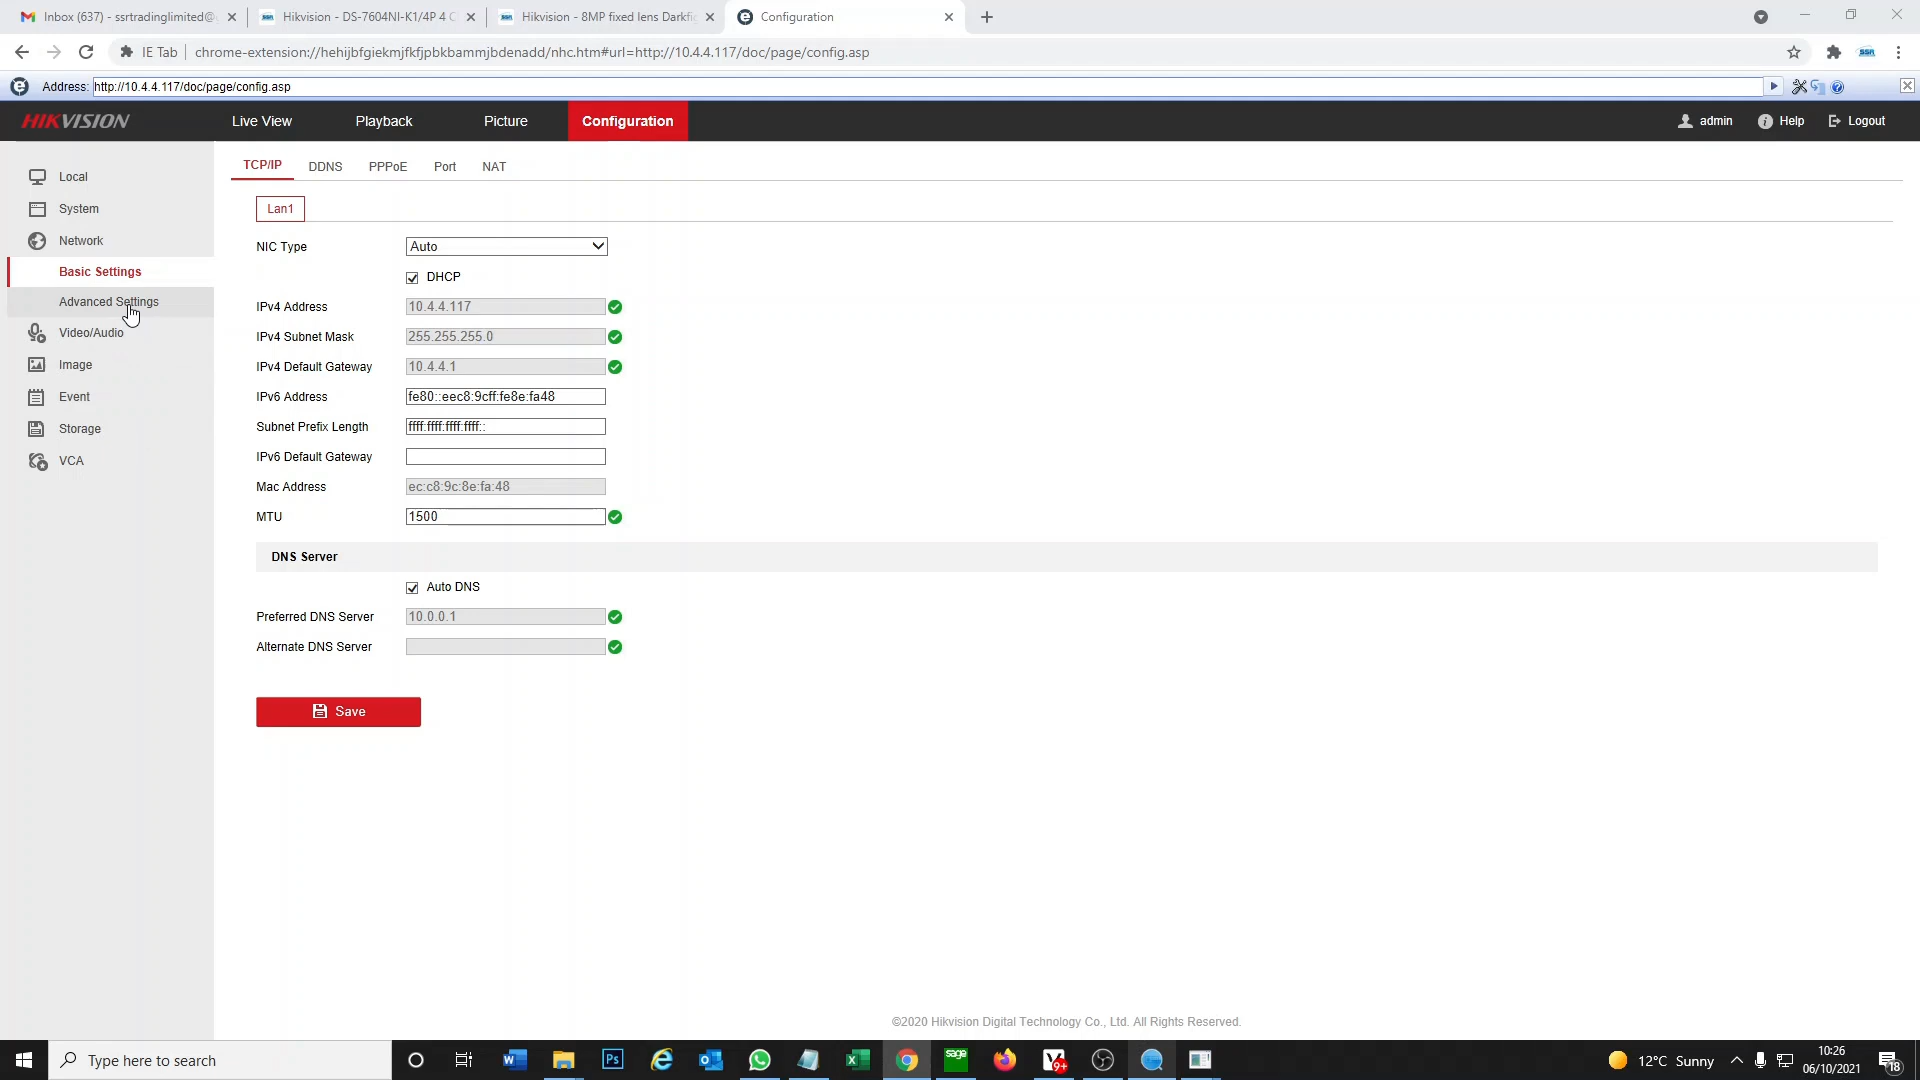 Inbox (637) - ssrtradinglimited@
Hikvision - DS-7604NI-K1/4P 4 C
Hikvision - 8MP fixed lens Darkfi
Configuration
IE Tab
chrome-extension://hehijbfgiekmjfkfjpbkbammjbdenadd/nhc.htm#url=http://10.4.4.117/doc/page/config.asp
SSR
Address: http://10.4.4.117/doc/page/config.asp
HIKVISION
Live View
Playback
Picture
Configuration
admin
Help
Logout
Local
System
Network
Basic Settings
Advanced Settings
Video/Audio
Image
Event
Storage
VCA
TCP/IP
DDNS
PPPoE
Port
NAT
Lan1
NIC Type Auto
DHCP
IPv4 Address 10.4.4.117
IPv4 Subnet Mask 255.255.255.0
IPv4 Default Gateway 10.4.4.1
IPv6 Address fe80::eec8:9cff:fe8e:fa48
Subnet Prefix Length ffff:ffff:ffff:ffff::
IPv6 Default Gateway
Mac Address ec:c8:9c:8e:fa:48
MTU 1500
DNS Server
Auto DNS
Preferred DNS Server 10.0.0.1
Alternate DNS Server
Save
©2020 Hikvision Digital Technology Co., Ltd. All Rights Reserved.
Type here to search
sage
9+
12°C Sunny
10:26
06/10/2021
18